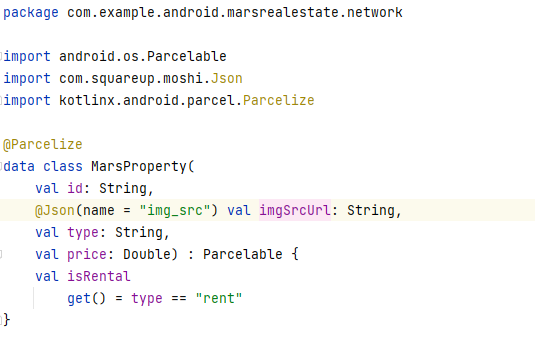 package com.example.android.marsrealestate.network
import android.os.Parcelable
import com.squareup.moshi.Json
import kotlinx.android.parcel.Parcelize
@Parcelize
data class MarsProperty(
    val id: String,
    @Json(name = "img_src") val imgSrcUrl: String,
    val type: String,
    val price: Double) : Parcelable {
    val isRental
        get() = type == "rent"
}